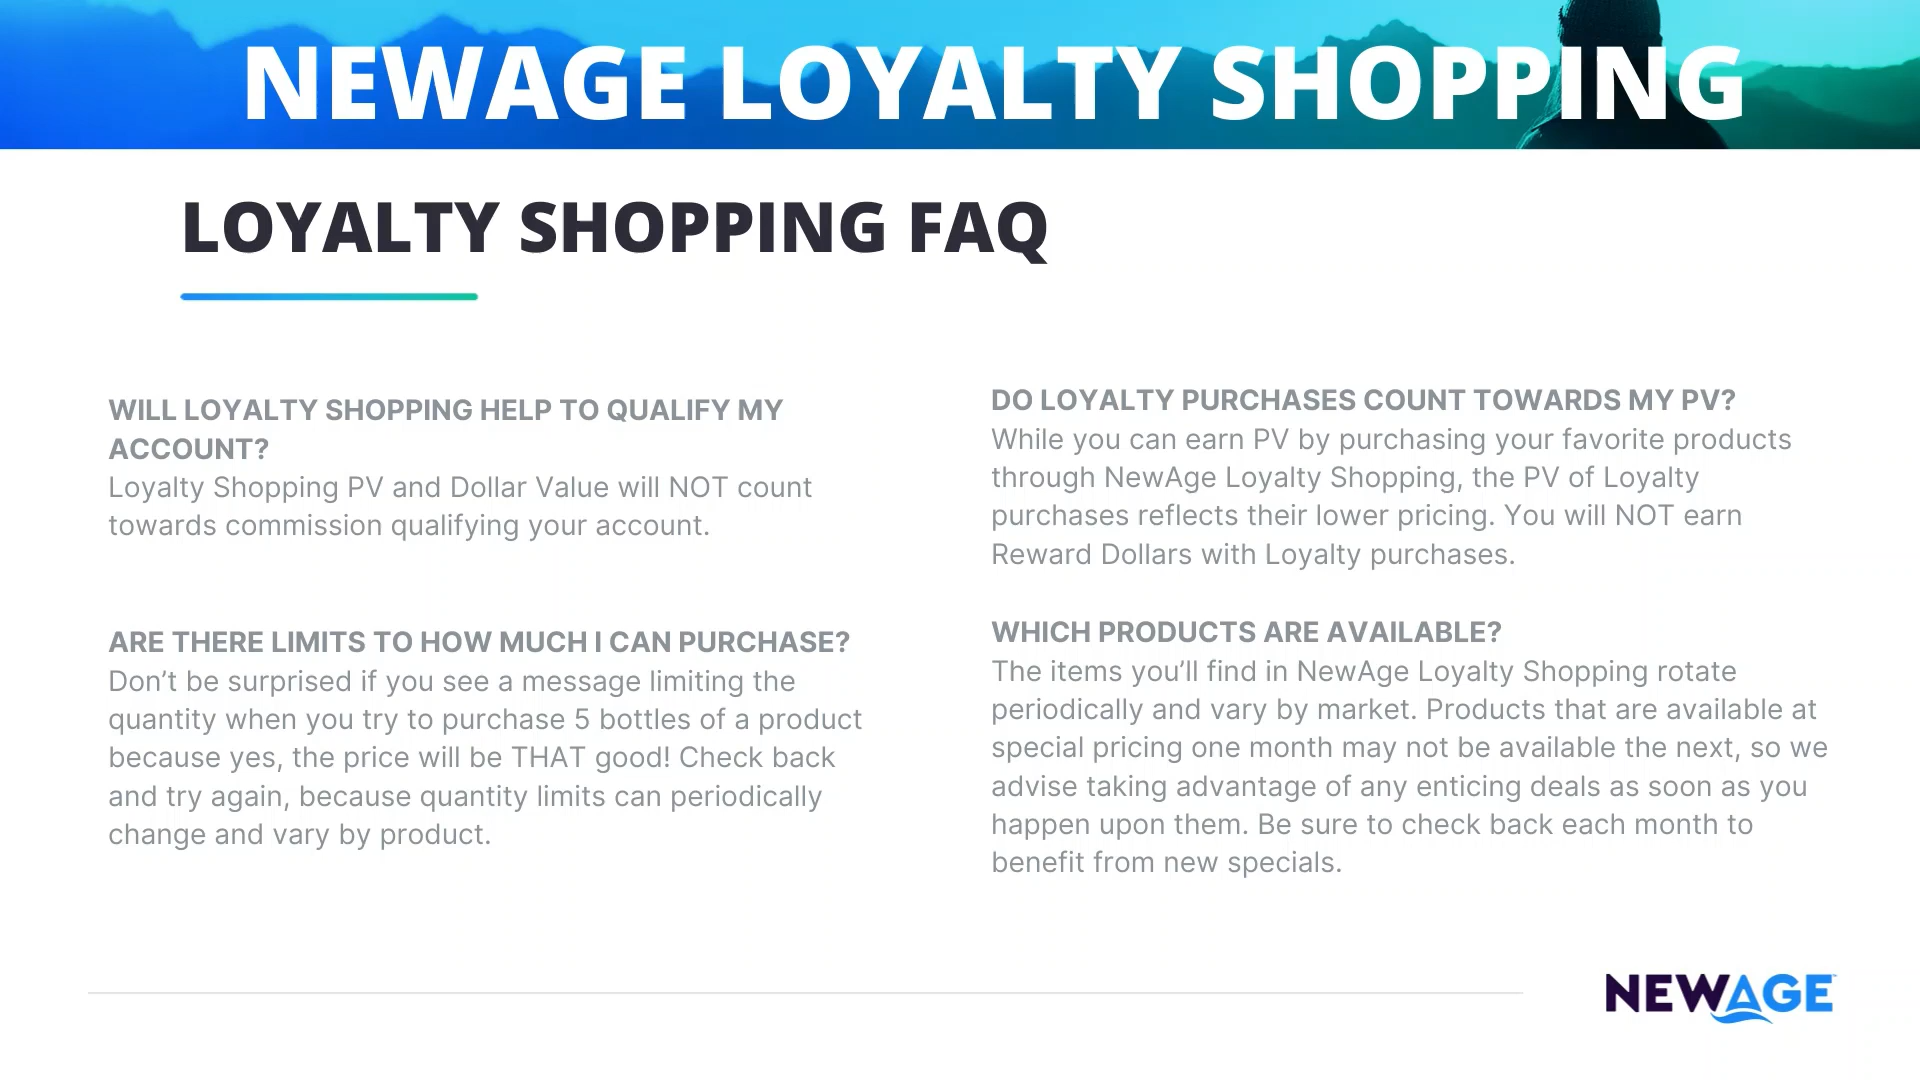 NEWAGE LOYALTY SHOPPING
LOYALTY SHOPPING FAQ
WILL LOYALTY SHOPPING HELP TO QUALIFY MY
ACCOUNT?
Loyalty Shopping PV and Dollar Value will NOT count
towards commission qualifying your account.
ARE THERE LIMITS TO HOW MUCH I CAN PURCHASE?
Don’t be surprised if you see a message limiting the
quantity when you try to purchase 5 bottles of a product
because yes, the price will be THAT good! Check back
and try again, because quantity limits can periodically
change and vary by product.
DO LOYALTY PURCHASES COUNT TOWARDS MY PV?
While you can earn PV by purchasing your favorite products
through NewAge Loyalty Shopping, the PV of Loyalty
purchases reflects their lower pricing. You will NOT earn
Reward Dollars with Loyalty purchases.
WHICH PRODUCTS ARE AVAILABLE?
The items you’ll find in NewAge Loyalty Shopping rotate
periodically and vary by market. Products that are available at
special pricing one month may not be available the next, so we
advise taking advantage of any enticing deals as soon as you
happen upon them. Be sure to check back each month to
benefit from new specials.
NEWAGE™